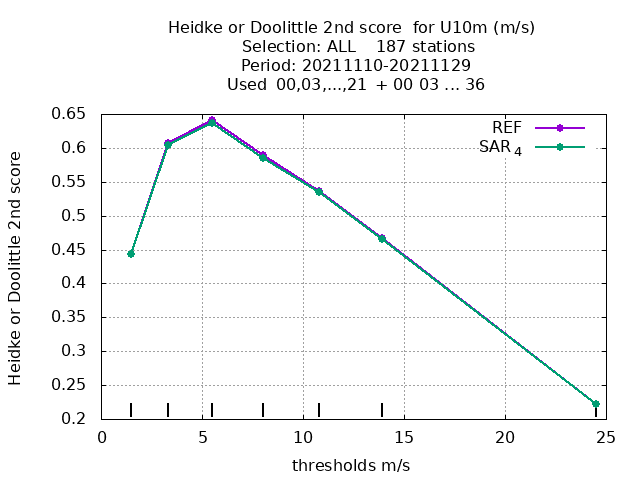 Heidke or Doolittle 2nd score  for U10m (m/s)
Selection: ALL    187 stations
Period: 20211110-20211129
Used  00,03,...,21  + 00 03 ... 36
REF
SAR 4
0.65
0.6
0.55
0.5
0.45
0.4
0.35
0.3
0.25
0.2
Heidke or Doolittle 2nd score
0 5 10 15 20 25
thresholds m/s